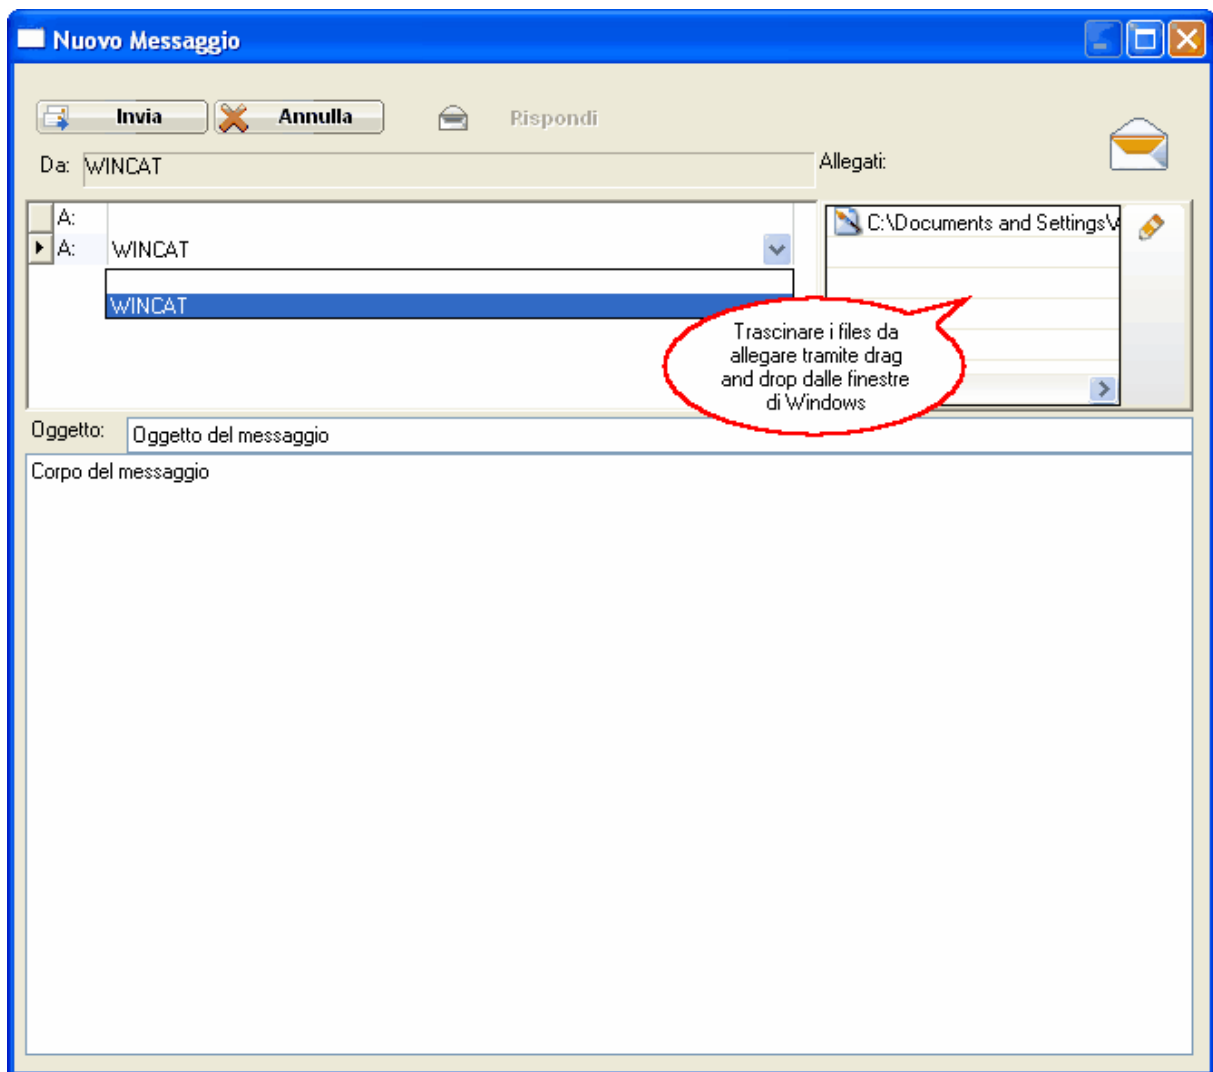 Nuovo Messaggio
Invia Annulla Rispondi
Da: WINCAT
Allegati:
A:
A: WINCAT
WINCAT
C:\Documents and Settings\
Trascinare i files da
allegare tramite drag
and drop dalle finestre
di Windows
Oggetto: Oggetto del messaggio
Corpo del messaggio